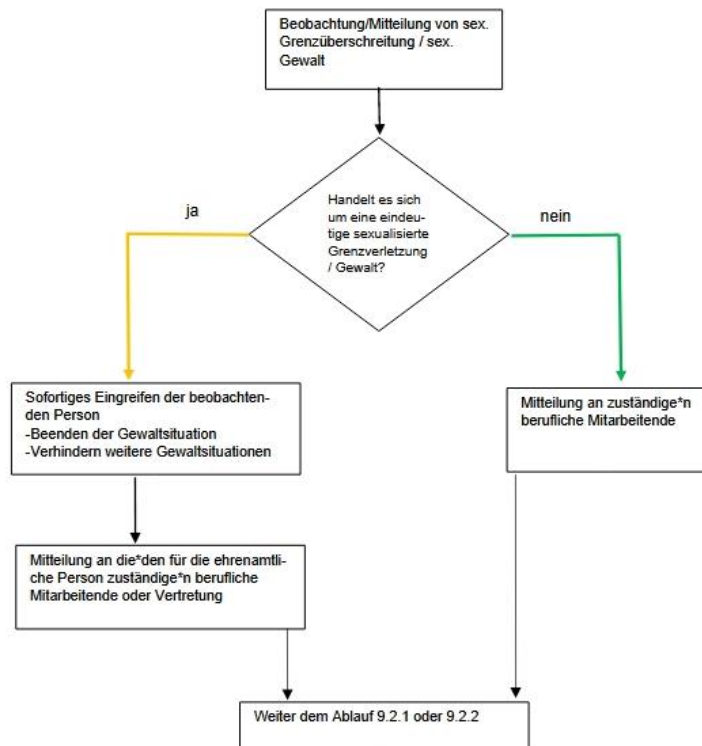 Beobachtung/Mitteilung von sex.
Grenzüberschreitung / sex.
Gewalt
Handelt es sich
um eine eindeu-
tige sexualisierte
Grenzverletzung
/ Gewalt?
ja
nein
Sofortiges Eingreifen der beobachten-
den Person
-Beenden der Gewaltsituation
-Verhindern weitere Gewaltsituationen
Mitteilung an zuständige*n
berufliche Mitarbeitende
Mitteilung an die*den für die ehrenamtli-
che Person zuständige*n berufliche
Mitarbeitende oder Vertretung
Weiter dem Ablauf 9.2.1 oder 9.2.2